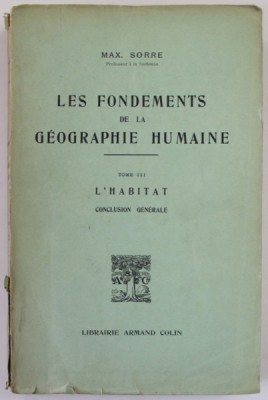 MAX. SORRE
Professeur à la Sorbonne
LES FONDEMENTS
DE LA
GÉOGRAPHIE HUMAINE
TOME III
L'HABITAT
CONCLUSION GÉNÉRALE
LIBRAIRIE ARMAND COLIN